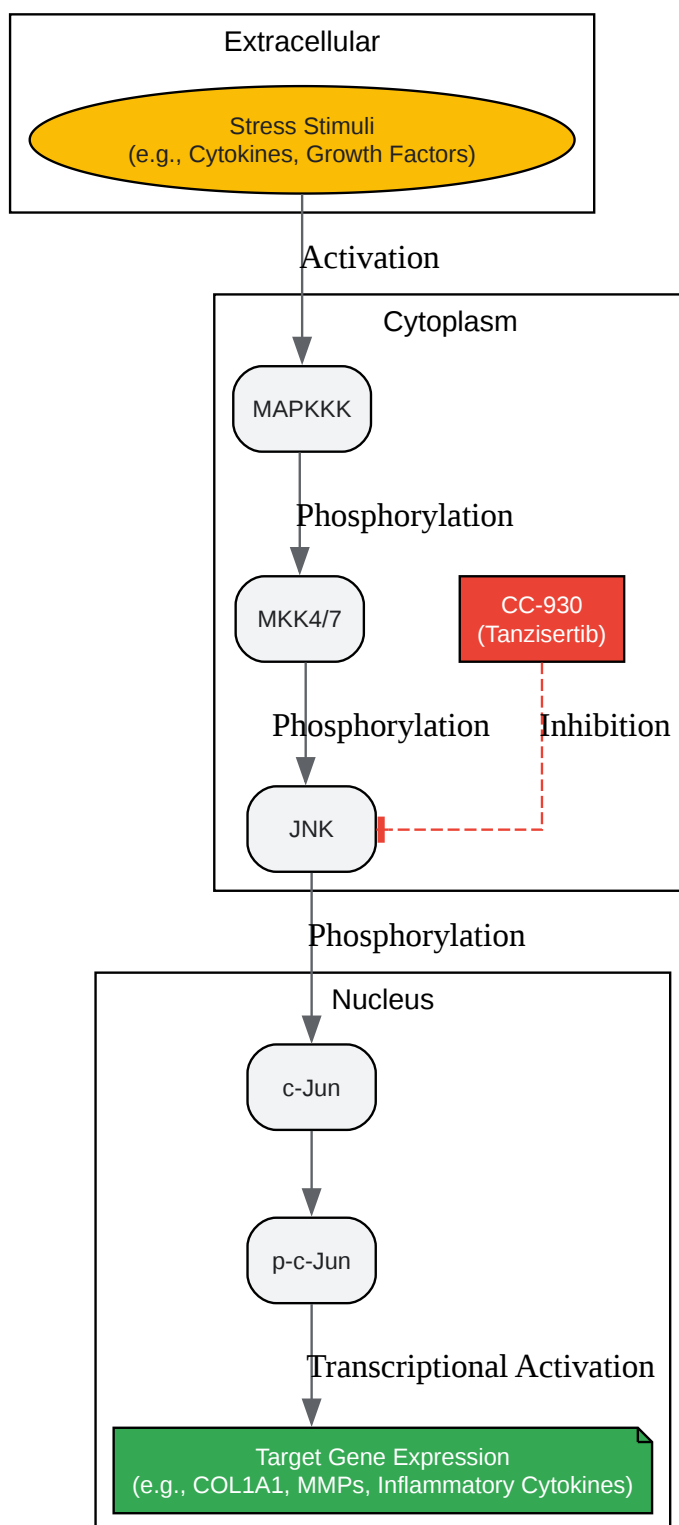 Extracellular
Stress Stimuli
(e.g., Cytokines, Growth Factors)
Activation
Cytoplasm
MAPKKK
Phosphorylation
MKK4/7
CC-930
(Tanzisertib)
Phosphorylation
Inhibition
JNK
Phosphorylation
Nucleus
c-Jun
p-c-Jun
Transcriptional Activation
Target Gene Expression
(e.g., COL1A1, MMPs, Inflammatory Cytokines)